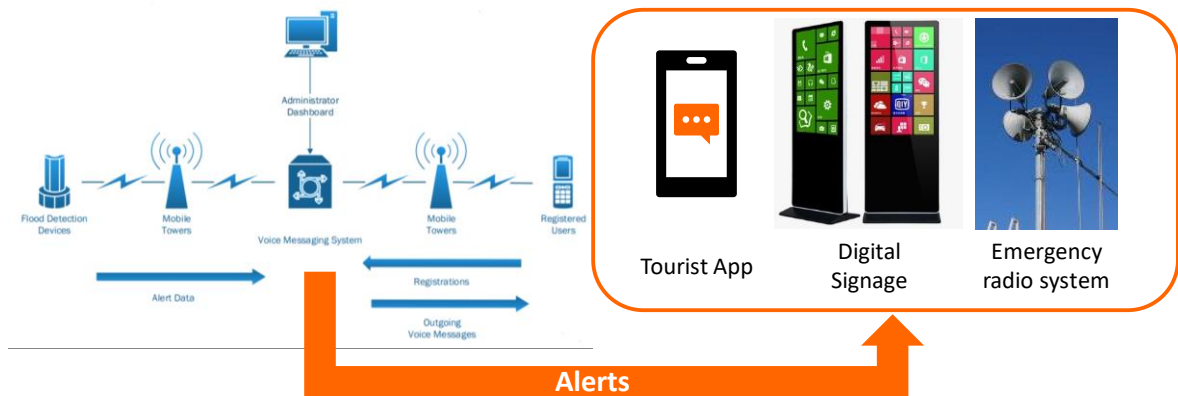 Administrator
Dashboard
Flood Detection
Devices
Mobile
Towers
Voice Messaging System
Mobile
Towers
Registered
Users
Alert Data
Registrations
Outgoing
Voice Messages
Tourist App
Digital
Signage
Emergency
radio system
DIY
Alerts